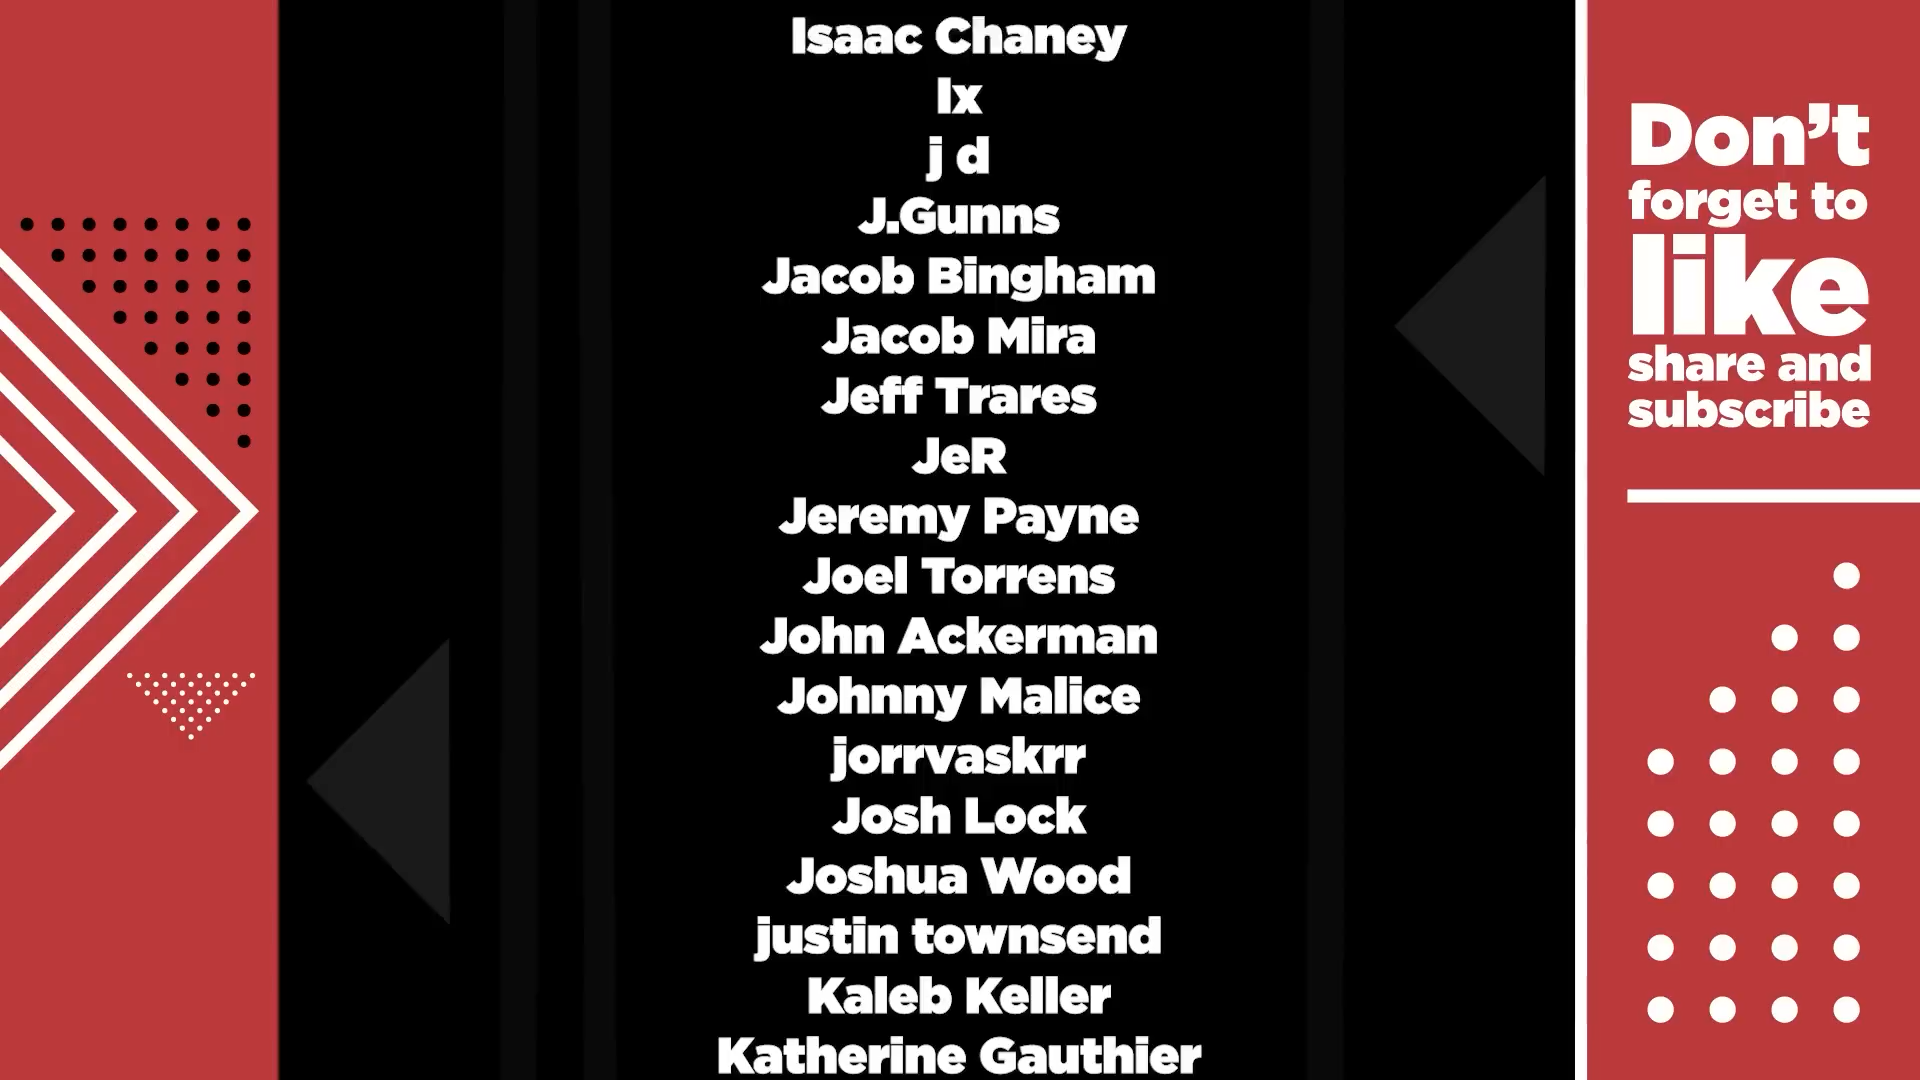 Isaac Chaney
Ix
j d
J.Gunns
Jacob Bingham
Jacob Mira
Jeff Trares
JeR
Jeremy Payne
Joel Torrens
John Ackerman
Johnny Malice
jorrvaskrr
Josh Lock
Joshua Wood
justin townsend
Kaleb Keller
Katherine Gauthier
Don't
forget to
like
share and
subscribe